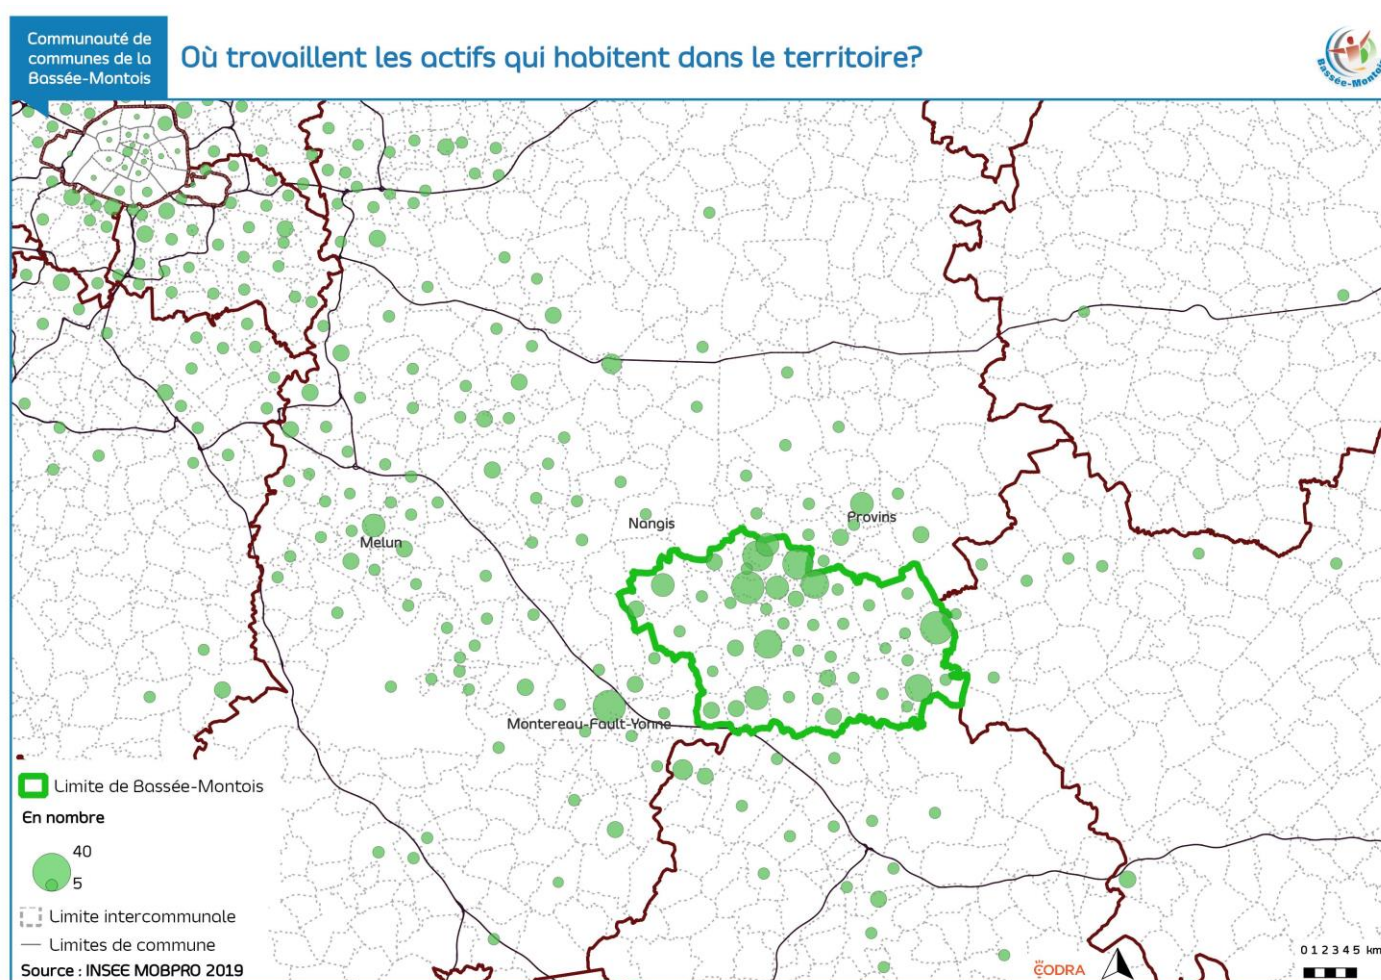 Communauté de
communes de la
Bassée-Montois
Où travaillent les actifs qui habitent dans le territoire?
Bassée-Montois
Nangis
Provins
Melun
Montereau-Fault-Yonne
Limite de Bassée-Montois
En nombre
40
5
Limite intercommunale
Limites de commune
Source : INSEE MOBPRO 2019
CODRA
0 1 2 3 4 5 km